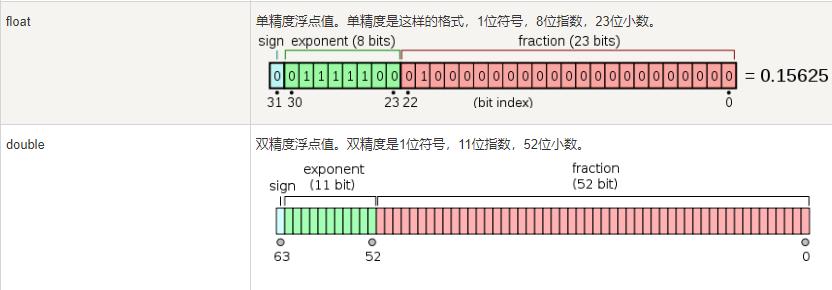 float
单精度浮点值。单精度是这样的格式，1位符号，8位指数，23位小数。
sign exponent (8 bits) fraction (23 bits)
0 0 1 1 1 1 1 0 0 0 1 0 0 0 0 0 0 0 0 0 0 0 0 0 0 0 0 0 0 0 0 0 = 0.15625
31 30 23 22 (bit index) 0
double
双精度浮点值。双精度是1位符号，11位指数，52位小数。
exponent fraction
sign (11 bit) (52 bit)
63 52 0